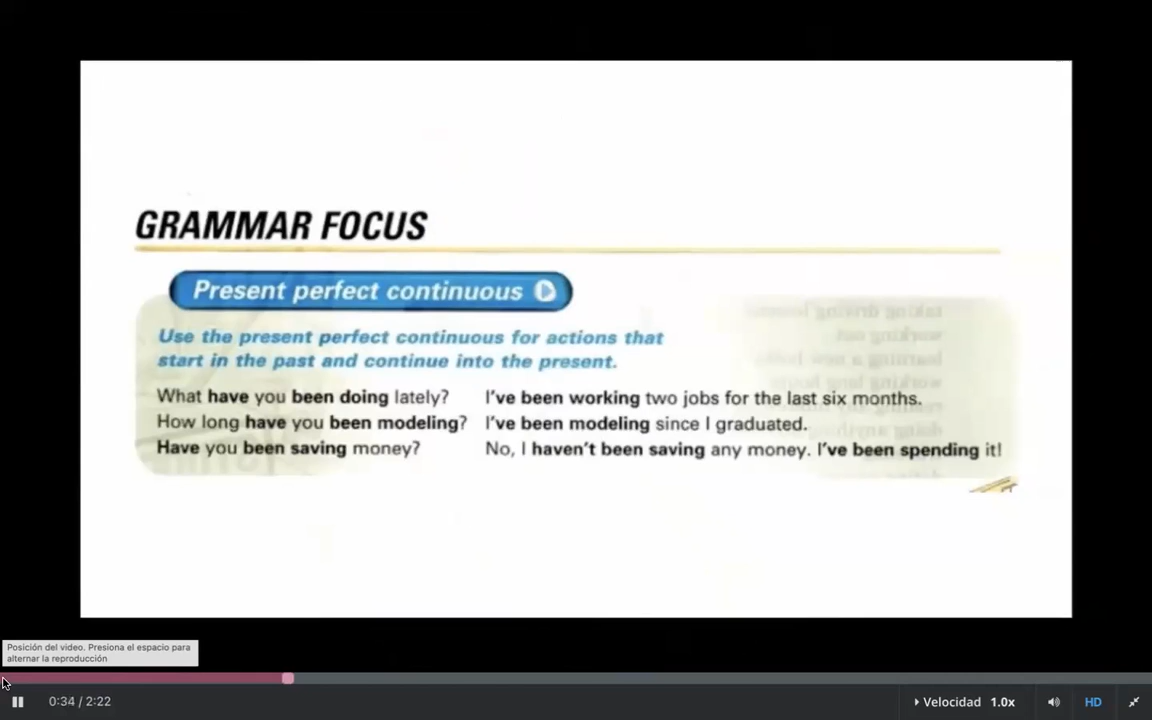 GRAMMAR FOCUS
Present perfect continuous
Use the present perfect continuous for actions that
start in the past and continue into the present.
What have you been doing lately? I've been working two jobs for the last six months.
How long have you been modeling? I've been modeling since I graduated.
Have you been saving money? No, I haven't been saving any money. I've been spending it!
Posición del video. Presiona el espacio para
alternar la reproducción
0:34 / 2:22 Velocidad 1.0x HD